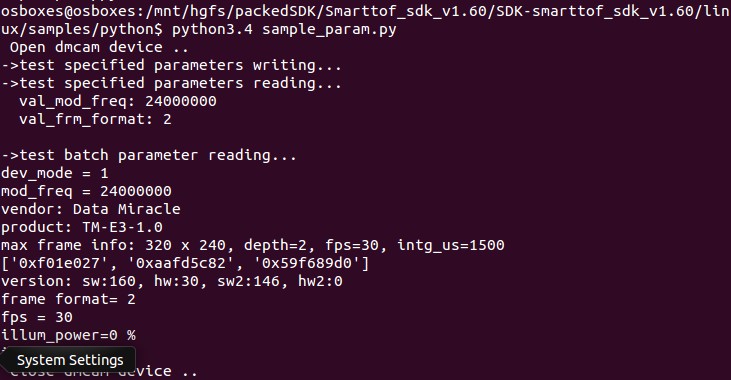 osboxes@osboxes:/mnt/hgfs/packedSDK/Smarttof_sdk_v1.60/SDK-smarttof_sdk_v1.60/lin
ux/samples/python$ python3.4 sample_param.py
 Open dmcam device ..
->test specified parameters writing...
->test specified parameters reading...
  val_mod_freq: 24000000
  val_frm_format: 2

->test batch parameter reading...
dev_mode = 1
mod_freq = 24000000
vendor: Data Miracle
product: TM-E3-1.0
max frame info: 320 x 240, depth=2, fps=30, intg_us=1500
['0xf01e027', '0xaafd5c82', '0x59f689d0']
version: sw:160, hw:30, sw2:146, hw2:0
frame format= 2
fps = 30
illum_power=0 %
System Settings
device ..